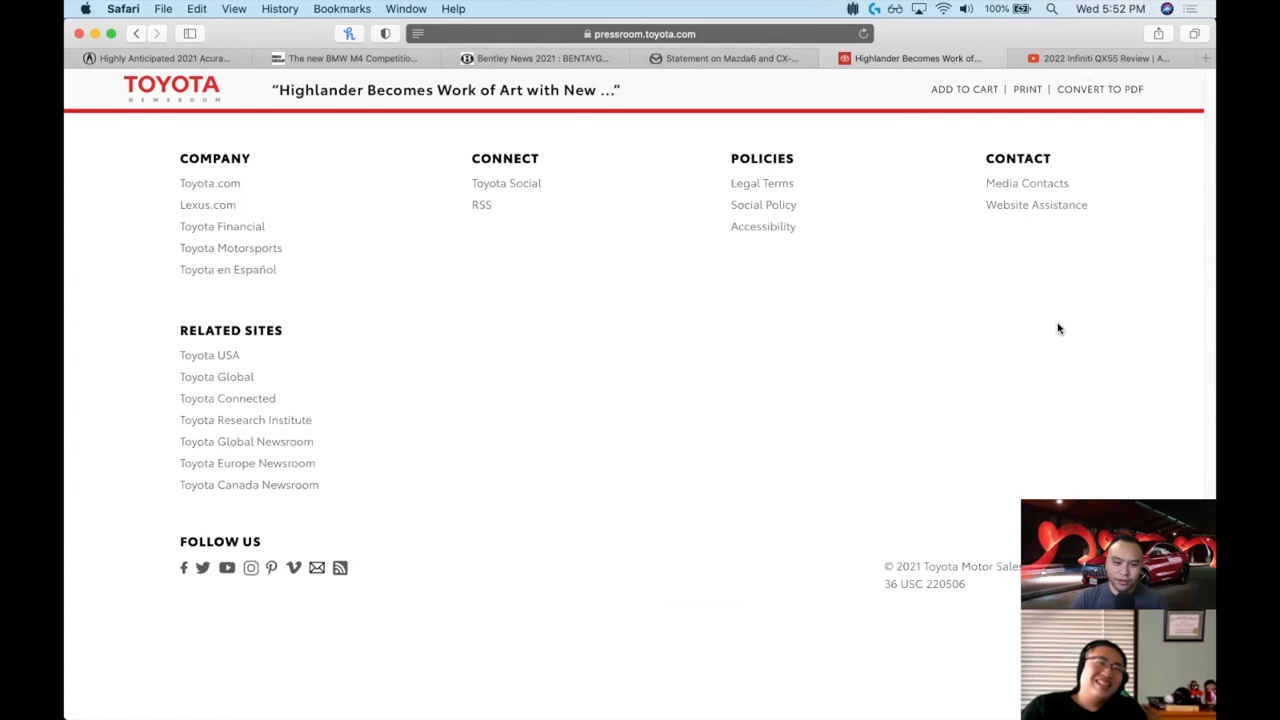 Safari File Edit View History Bookmarks Window Help 100% Wed 5:52 PM
pressroom.toyota.com
Highly Anticipated 2021 Acura... The new BMW M4 Competitio... Bentley News 2021 : BENTAYG... Statement on Mazda6 and CX-... Highlander Becomes Work of... 2022 Infiniti QX55 Review | A...
TOYOTA
NEWSROOM
“Highlander Becomes Work of Art with New ...”
ADD TO CART | PRINT | CONVERT TO PDF
COMPANY
Toyota.com
Lexus.com
Toyota Financial
Toyota Motorsports
Toyota en Español
CONNECT
Toyota Social
RSS
POLICIES
Legal Terms
Social Policy
Accessibility
CONTACT
Media Contacts
Website Assistance
RELATED SITES
Toyota USA
Toyota Global
Toyota Connected
Toyota Research Institute
Toyota Global Newsroom
Toyota Europe Newsroom
Toyota Canada Newsroom
FOLLOW US
© 2021 Toyota Motor Sales
36 USC 220506